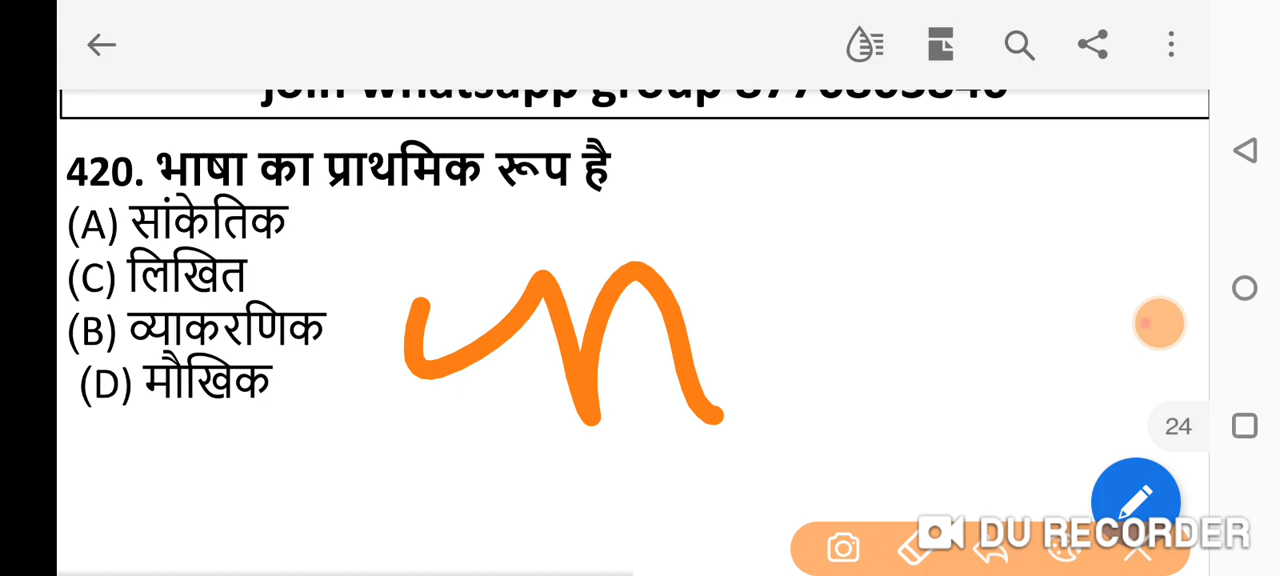 420. भाषा का प्राथमिक रूप है
(A) सांकेतिक
(C) लिखित
(B) व्याकरणिक
(D) मौखिक
24
DU RECORDER